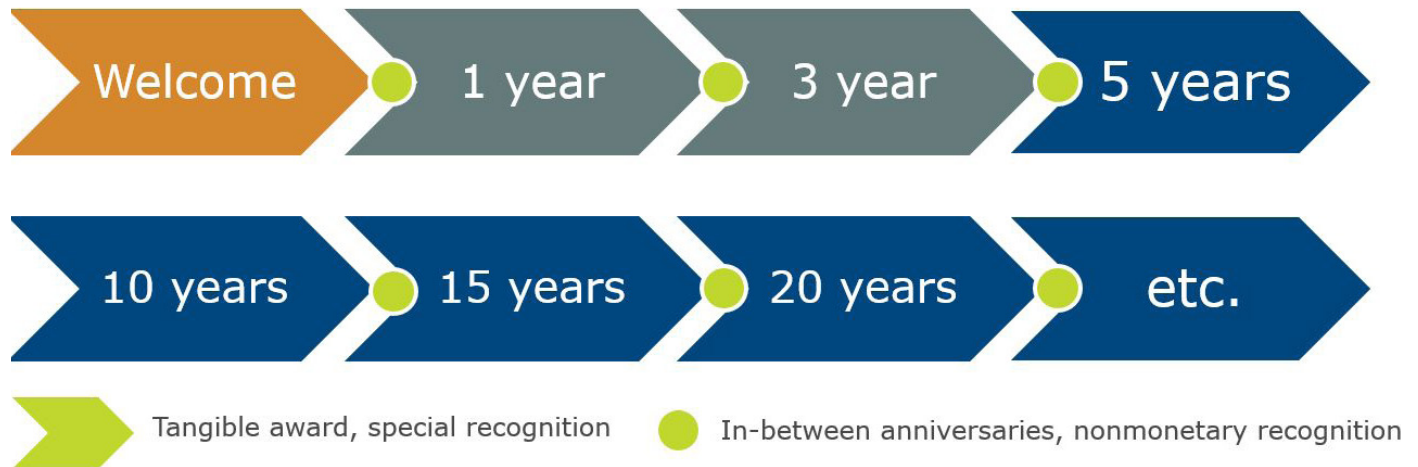 Welcome
1 year
3 year
5 years
10 years
15 years
20 years
etc.
Tangible award, special recognition
In-between anniversaries, nonmonetary recognition